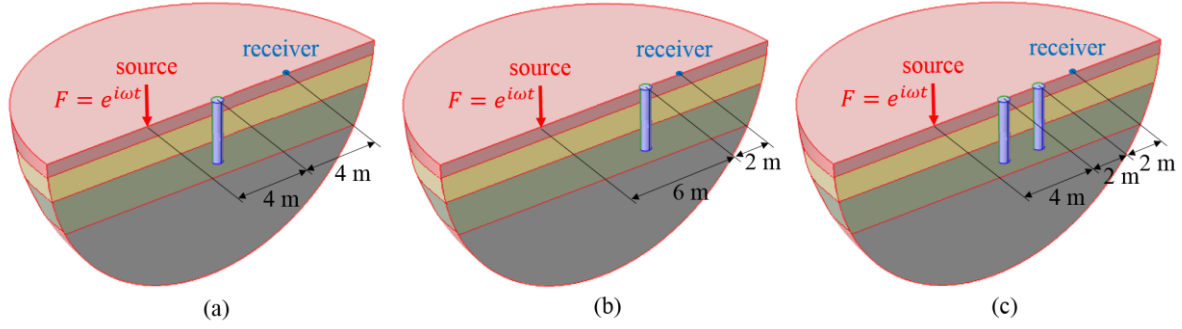 source
receiver
F = e^{iωt}
4 m
4 m
(a)
source
receiver
F = e^{iωt}
6 m
2 m
(b)
source
receiver
F = e^{iωt}
4 m
2 m
2 m
(c)